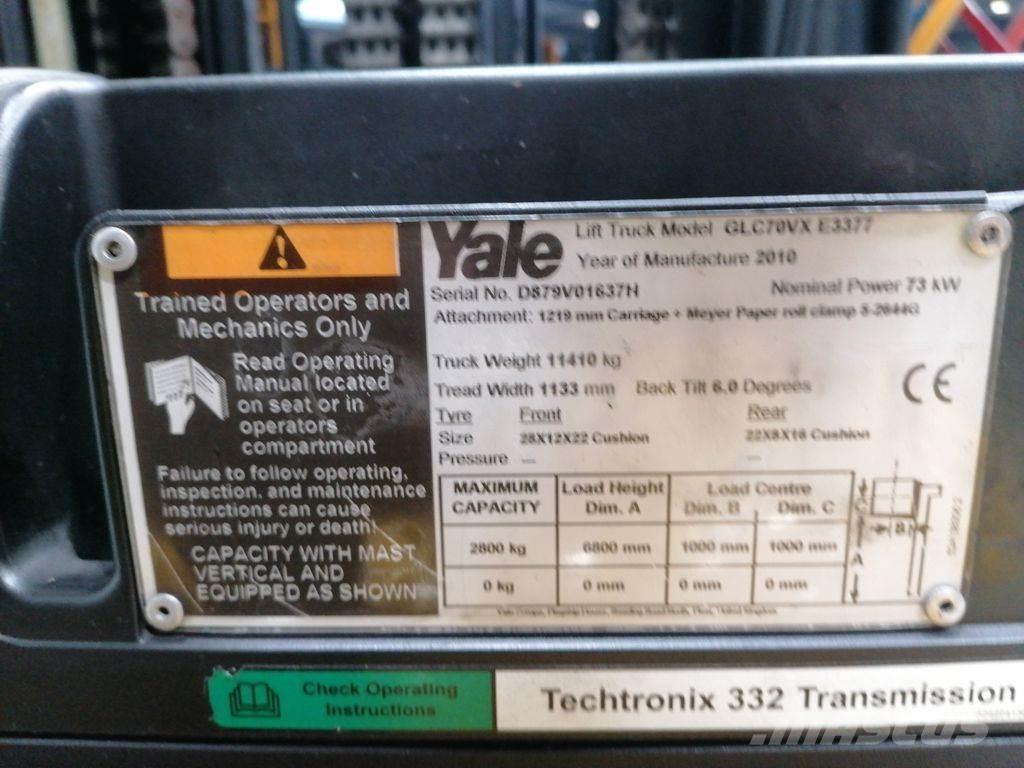 Trained Operators and
Mechanics Only
Read Operating
Manual located
on seat or in
operators
compartment
Failure to follow operating,
inspection, and maintenance
instructions can cause
serious injury or death!
CAPACITY WITH MAST
VERTICAL AND
EQUIPPED AS SHOWN
Yale
Lift Truck Model GLC70VX E3377
Year of Manufacture 2010
Serial No. D879V01637H Nominal Power 73 kW
Attachment: 1219 mm Carriage + Meyer Paper roll clamp 5-2644G
Truck Weight 11410 kg
Tread Width 1133 mm Back Tilt 6.0 Degrees
CE
Tyre Front Rear
Size 28X12X22 Cushion 22X8X16 Cushion
Pressure — —
MAXIMUM CAPACITY Load Height Dim. A Load Centre Dim. B Dim. C
2800 kg 6800 mm 1000 mm 1000 mm
0 kg 0 mm 0 mm 0 mm
C
B
A
Check Operating
Instructions
Techtronix 332 Transmission
mascus